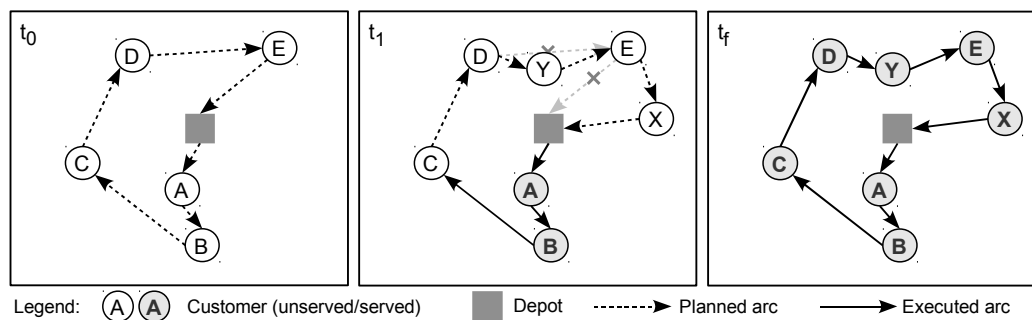 t0
D
E
C
A
B
t1
D
Y
E
X
C
A
B
tf
D
Y
E
X
C
A
B
Legend: A A Customer (unserved/served) Depot Planned arc Executed arc